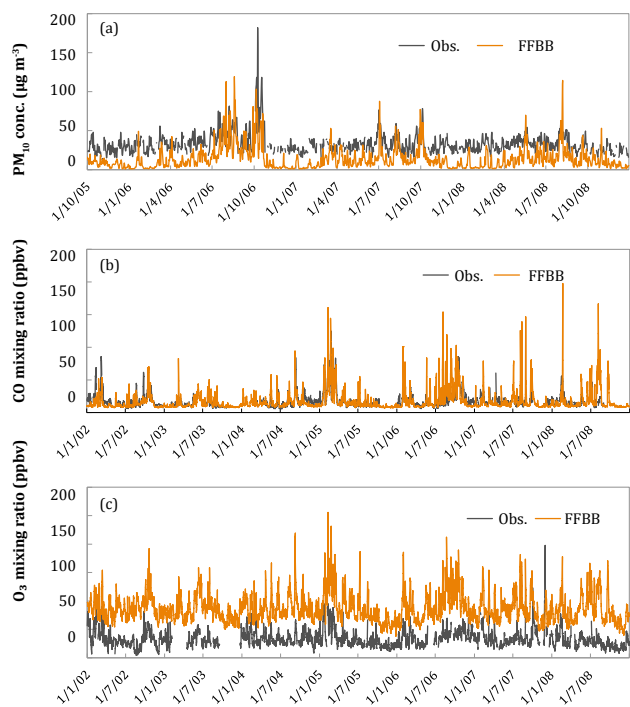 (a)
Obs. FFBB
PM10 conc. (µg m-3)
200
150
100
50
0
1/10/05 1/1/06 1/4/06 1/7/06 1/10/06 1/1/07 1/4/07 1/7/07 1/10/07 1/1/08 1/4/08 1/7/08 1/10/08
(b)
Obs. FFBB
CO mixing ratio (ppbv)
200
150
100
50
0
1/1/02 1/7/02 1/1/03 1/7/03 1/1/04 1/7/04 1/1/05 1/7/05 1/1/06 1/7/06 1/1/07 1/7/07 1/1/08 1/7/08
(c)
Obs. FFBB
O3 mixing ratio (ppbv)
200
150
100
50
0
1/1/02 1/7/02 1/1/03 1/7/03 1/1/04 1/7/04 1/1/05 1/7/05 1/1/06 1/7/06 1/1/07 1/7/07 1/1/08 1/7/08